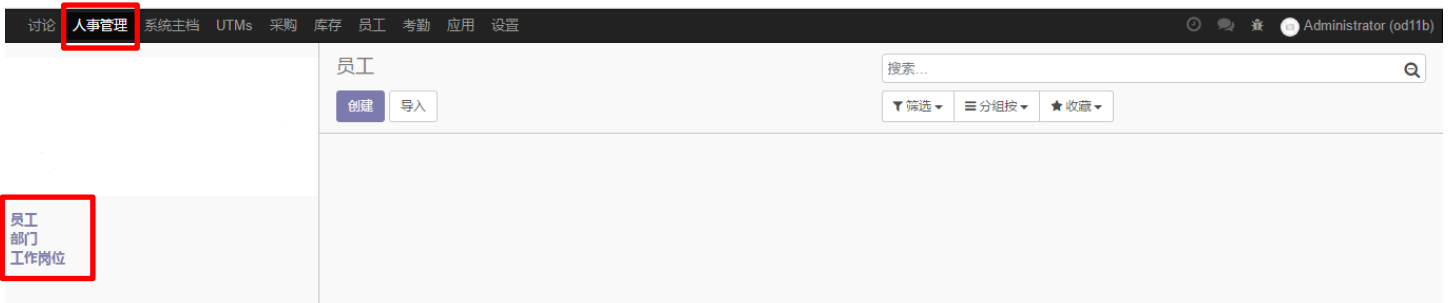 讨论 人事管理 系统主档 UTMs 采购 库存 员工 考勤 应用 设置 Administrator (od11b)
员工 搜索...
创建 导入 筛选 分组按 收藏
员工
部门
工作岗位